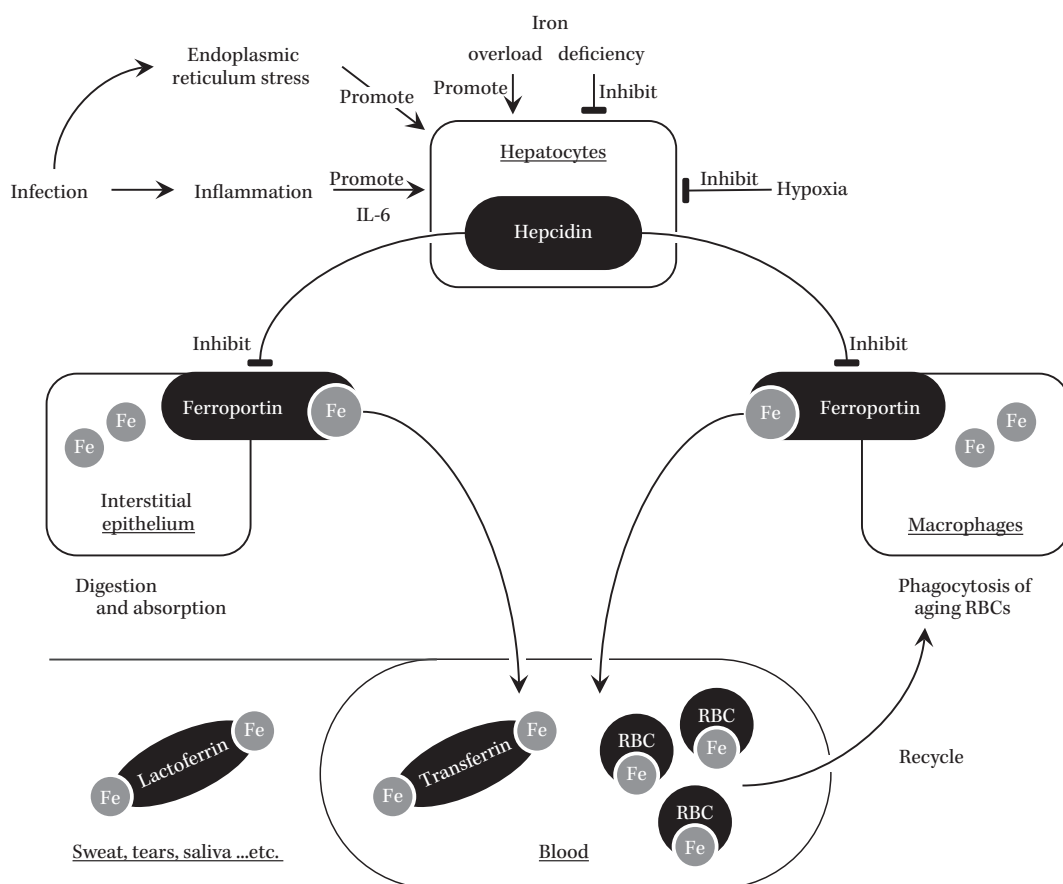 Iron
overload deficiency
Promote
Inhibit
Endoplasmic
reticulum stress
Promote
Hepatocytes
Infection
Inflammation
Promote
IL-6
Inhibit
Hypoxia
Hepcidin
Inhibit
Inhibit
Ferroportin
Fe
Fe
Fe
Interstitial
epithelium
Fe
Ferroportin
Fe
Fe
Macrophages
Digestion
and absorption
Phagocytosis of
aging RBCs
Fe
Lactoferrin
Fe
Sweat, tears, saliva ...etc.
Fe
Transferrin
Fe
RBC
Fe
RBC
Fe
RBC
Fe
Blood
Recycle